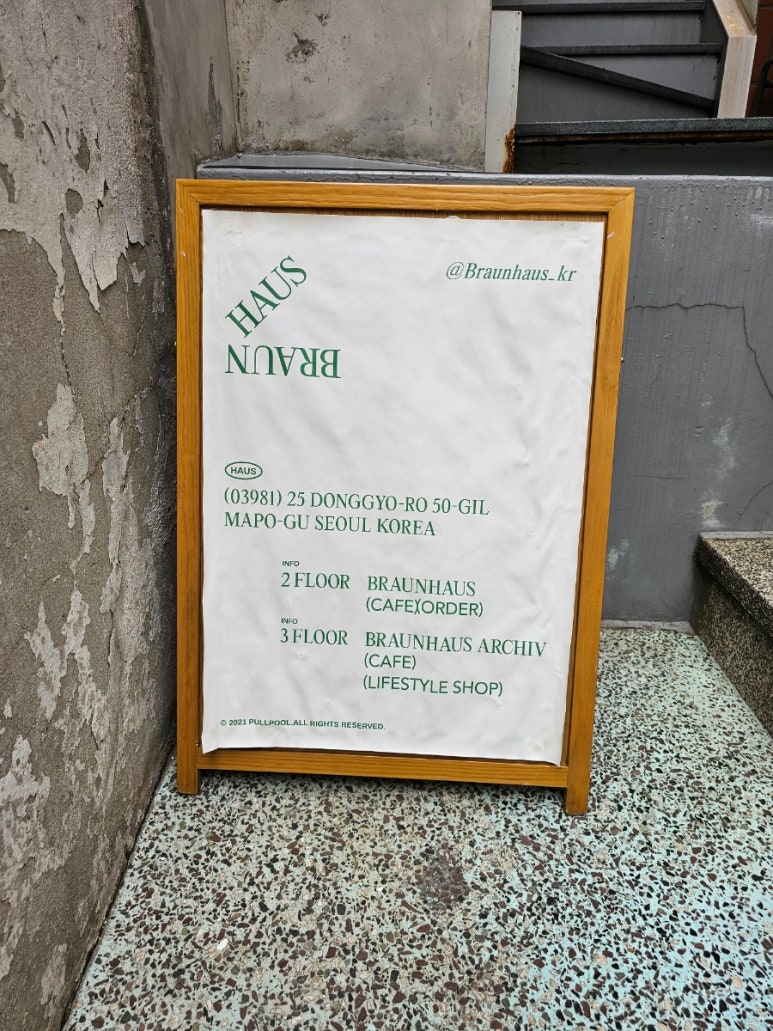 @Braunhaus_kr
HAUS
BRAUN
HAUS
(03981) 25 DONGGYO-RO 50-GIL
MAPO-GU SEOUL KOREA
INFO
2 FLOOR BRAUNHAUS
(CAFE)(ORDER)
INFO
3 FLOOR BRAUNHAUS ARCHIV
(CAFE)
(LIFESTYLE SHOP)
© 2021 PULLPOOL.ALL RIGHTS RESERVED.